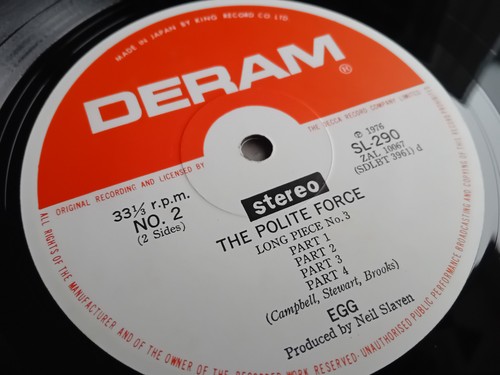 MADE IN JAPAN BY KING RECORD CO LTD.
DERAM®
ORIGINAL RECORDING AND LICENSED BY
THE DECCA RECORD COMPANY LIMITED
33⅓ r.p.m.
NO. 2
(2 Sides)
stereo
℗ 1976
SL-290
ZAL 10067
(SDLBT 3961) d
THE POLITE FORCE
LONG PIECE No. 3
PART 1
PART 2
PART 3
PART 4
(Campbell, Stewart, Brooks)
EGG
Produced by Neil Slaven
ALL RIGHTS OF THE MANUFACTURER AND OF THE OWNER OF THE RECORDED WORK RESERVED·UNAUTHORISED PUBLIC PERFORMANCE BROADCASTING AND COPYING OF